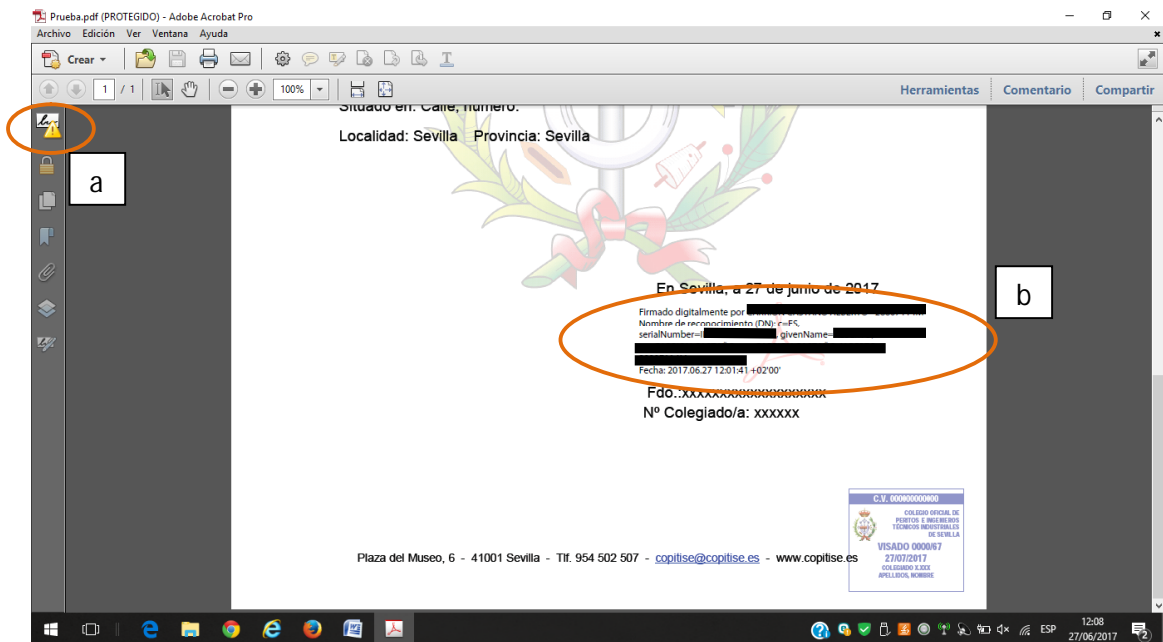 Prueba.pdf (PROTEGIDO) - Adobe Acrobat Pro
Archivo Edición Ver Ventana Ayuda
Crear
1 / 1 100% Herramientas Comentario Compartir
Situado en: Calle, número:
Localidad: Sevilla Provincia: Sevilla
a
En Sevilla, a 27 de junio de 2017
b
Firmado digitalmente por
Nombre de reconocimiento (DN): c=ES,
serialNumber= , givenName=
Fecha: 2017.06.27 12:01:41 +02'00'
Fdo.:xxxxxxxxxxxxxxxxxxxx
Nº Colegiado/a: xxxxxx
C.V. 000000000000
COLEGIO OFICIAL DE
PERITOS E INGENIEROS
TÉCNICOS INDUSTRIALES
DE SEVILLA
VISADO 0000/67
27/07/2017
COLEGIADO X.XXX
APELLIDOS, NOMBRE
Plaza del Museo, 6 - 41001 Sevilla - Tlf. 954 502 507 - copitise@copitise.es - www.copitise.es
ESP 12:08
27/06/2017